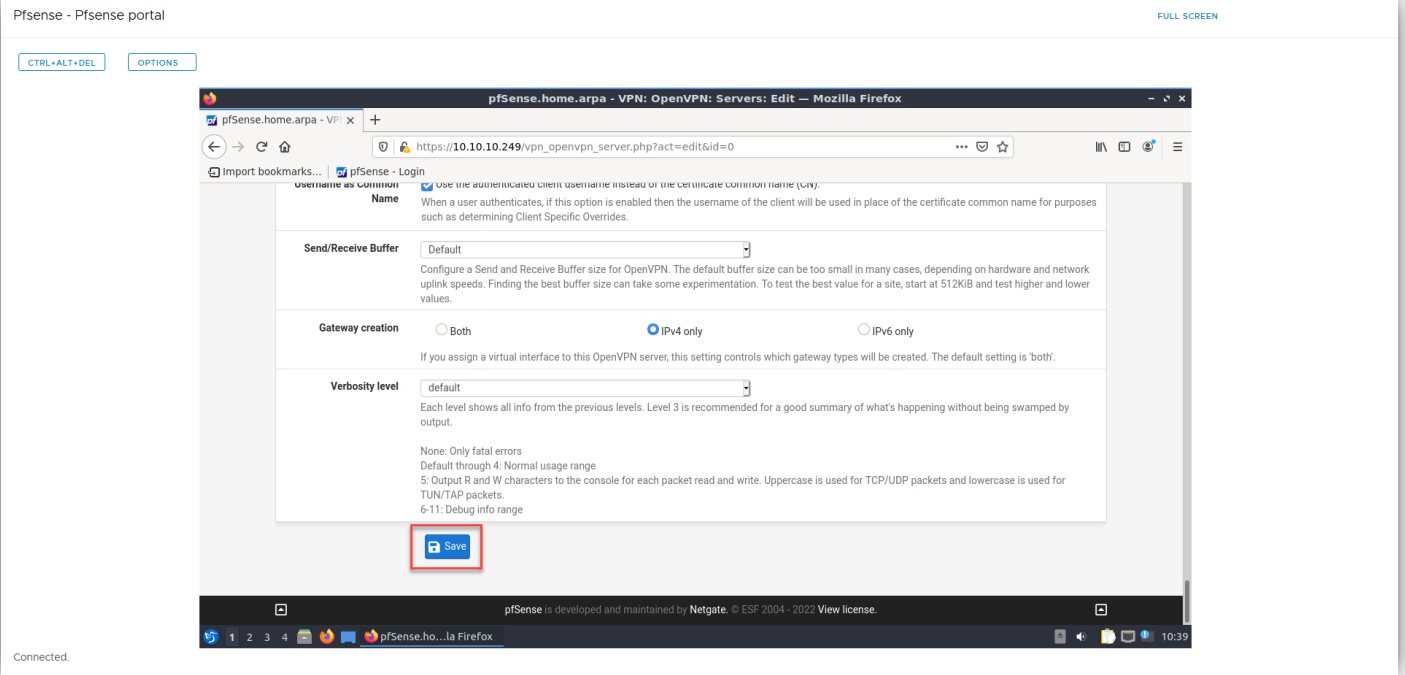 Pfsense - Pfsense portal
FULL SCREEN
CTRL+ALT+DEL
OPTIONS
pfSense.home.arpa - VPN: OpenVPN: Servers: Edit — Mozilla Firefox
pfSense.home.arpa - VP
https://10.10.10.249/vpn_openvpn_server.php?act=edit&id=0
Import bookmarks...
pfSense - Login
Username as Common
Name
Use the authenticated client username instead of the certificate common name (CN).
When a user authenticates, if this option is enabled then the username of the client will be used in place of the certificate common name for purposes
such as determining Client Specific Overrides.
Send/Receive Buffer
Default
Configure a Send and Receive Buffer size for OpenVPN. The default buffer size can be too small in many cases, depending on hardware and network
uplink speeds. Finding the best buffer size can take some experimentation. To test the best value for a site, start at 512KiB and test higher and lower
values.
Gateway creation
Both
IPv4 only
IPv6 only
If you assign a virtual interface to this OpenVPN server, this setting controls which gateway types will be created. The default setting is 'both'.
Verbosity level
default
Each level shows all info from the previous levels. Level 3 is recommended for a good summary of what's happening without being swamped by
output.
None: Only fatal errors
Default through 4: Normal usage range
5: Output R and W characters to the console for each packet read and write. Uppercase is used for TCP/UDP packets and lowercase is used for
TUN/TAP packets.
6-11: Debug info range
Save
pfSense is developed and maintained by Netgate. © ESF 2004 - 2022 View license.
1 2 3 4
pfSense.ho...la Firefox
10:39
Connected.